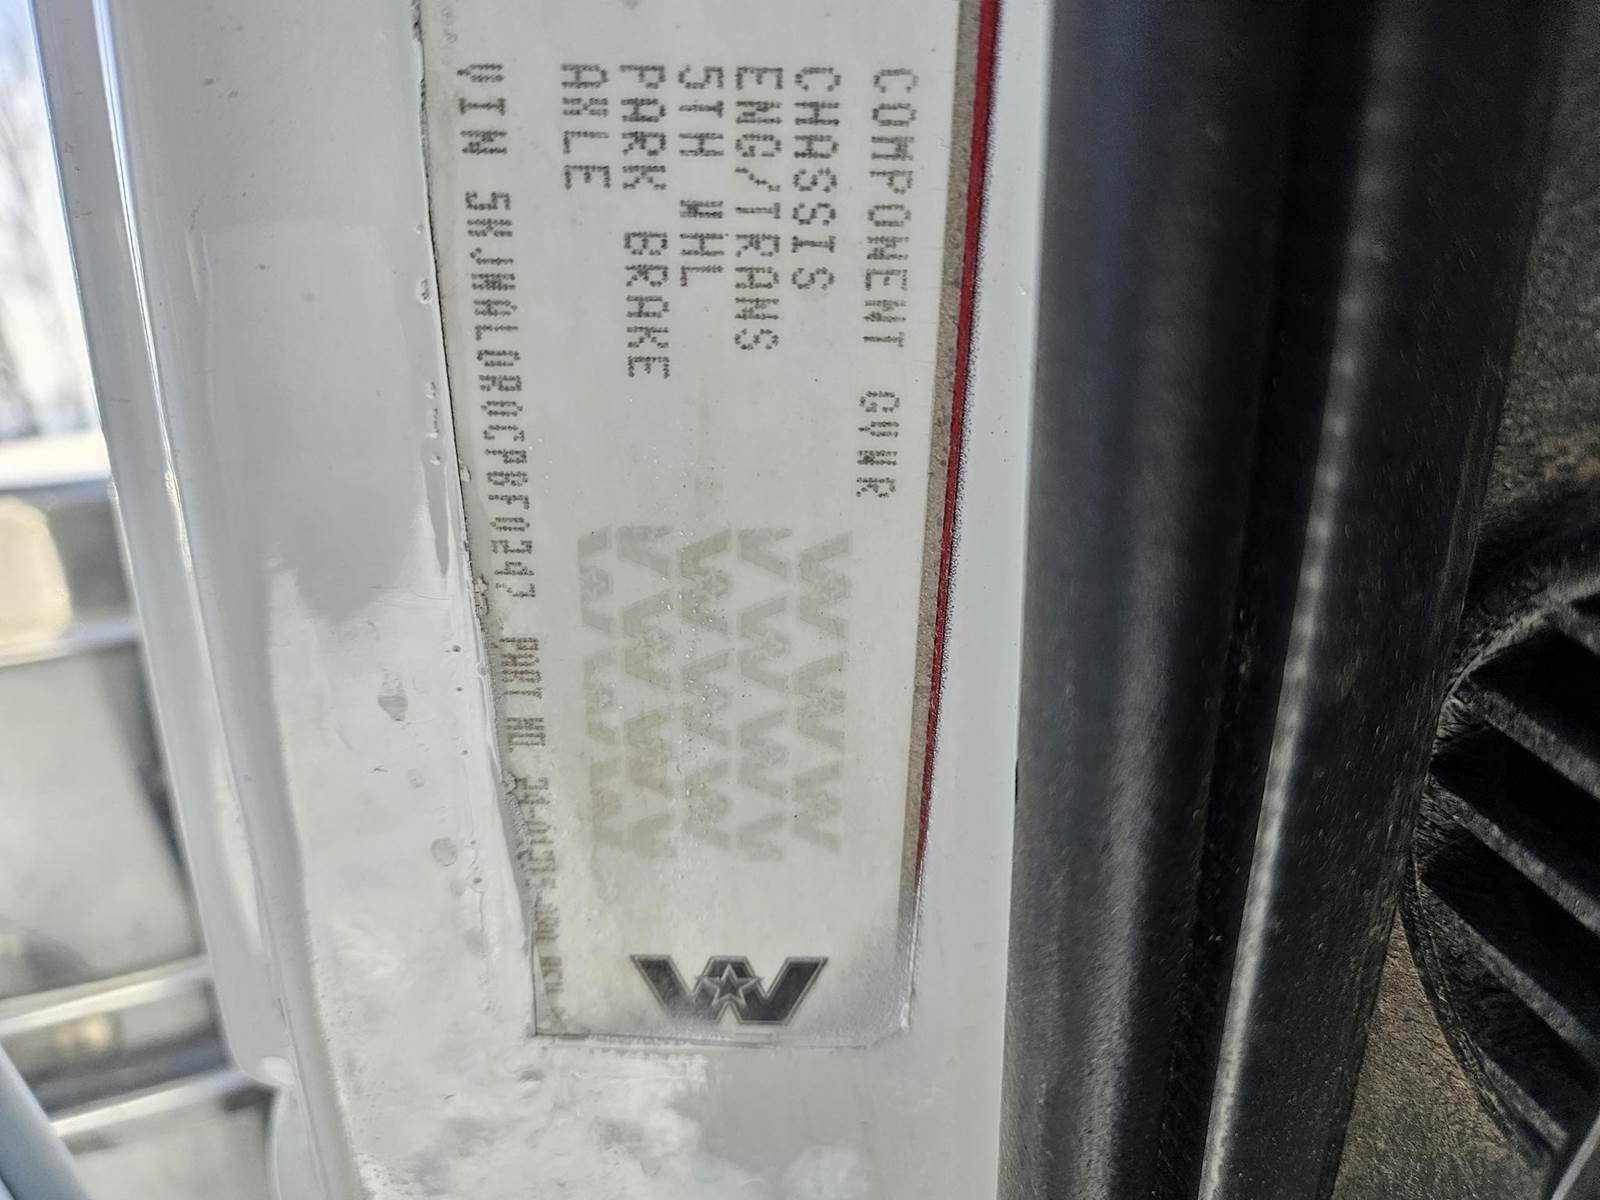 COMPONENT GVWR
CHASSIS
ENG/TRANS
5TH WHL
PARK BRAKE
AXLE
VIN PART NO.